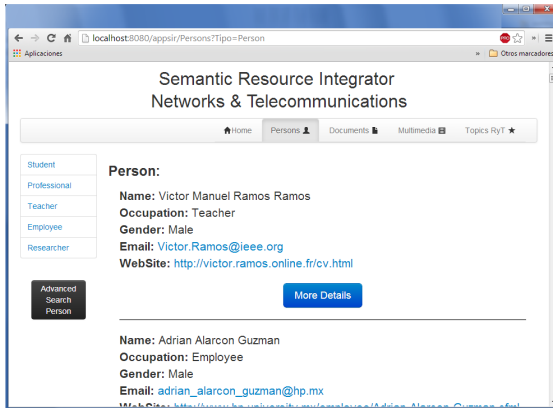 localhost:8080/appsir/Persons?Tipo=Person
Aplicaciones
» Otros marcadores
Semantic Resource Integrator
Networks & Telecommunications
Home Persons Documents Multimedia Topics RyT
Student
Professional
Teacher
Employee
Researcher
Advanced
Search
Person
Person:
Name: Victor Manuel Ramos Ramos
Occupation: Teacher
Gender: Male
Email: Victor.Ramos@ieee.org
WebSite: http://victor.ramos.online.fr/cv.html
More Details
Name: Adrian Alarcon Guzman
Occupation: Employee
Gender: Male
Email: adrian_alarcon_guzman@hp.mx